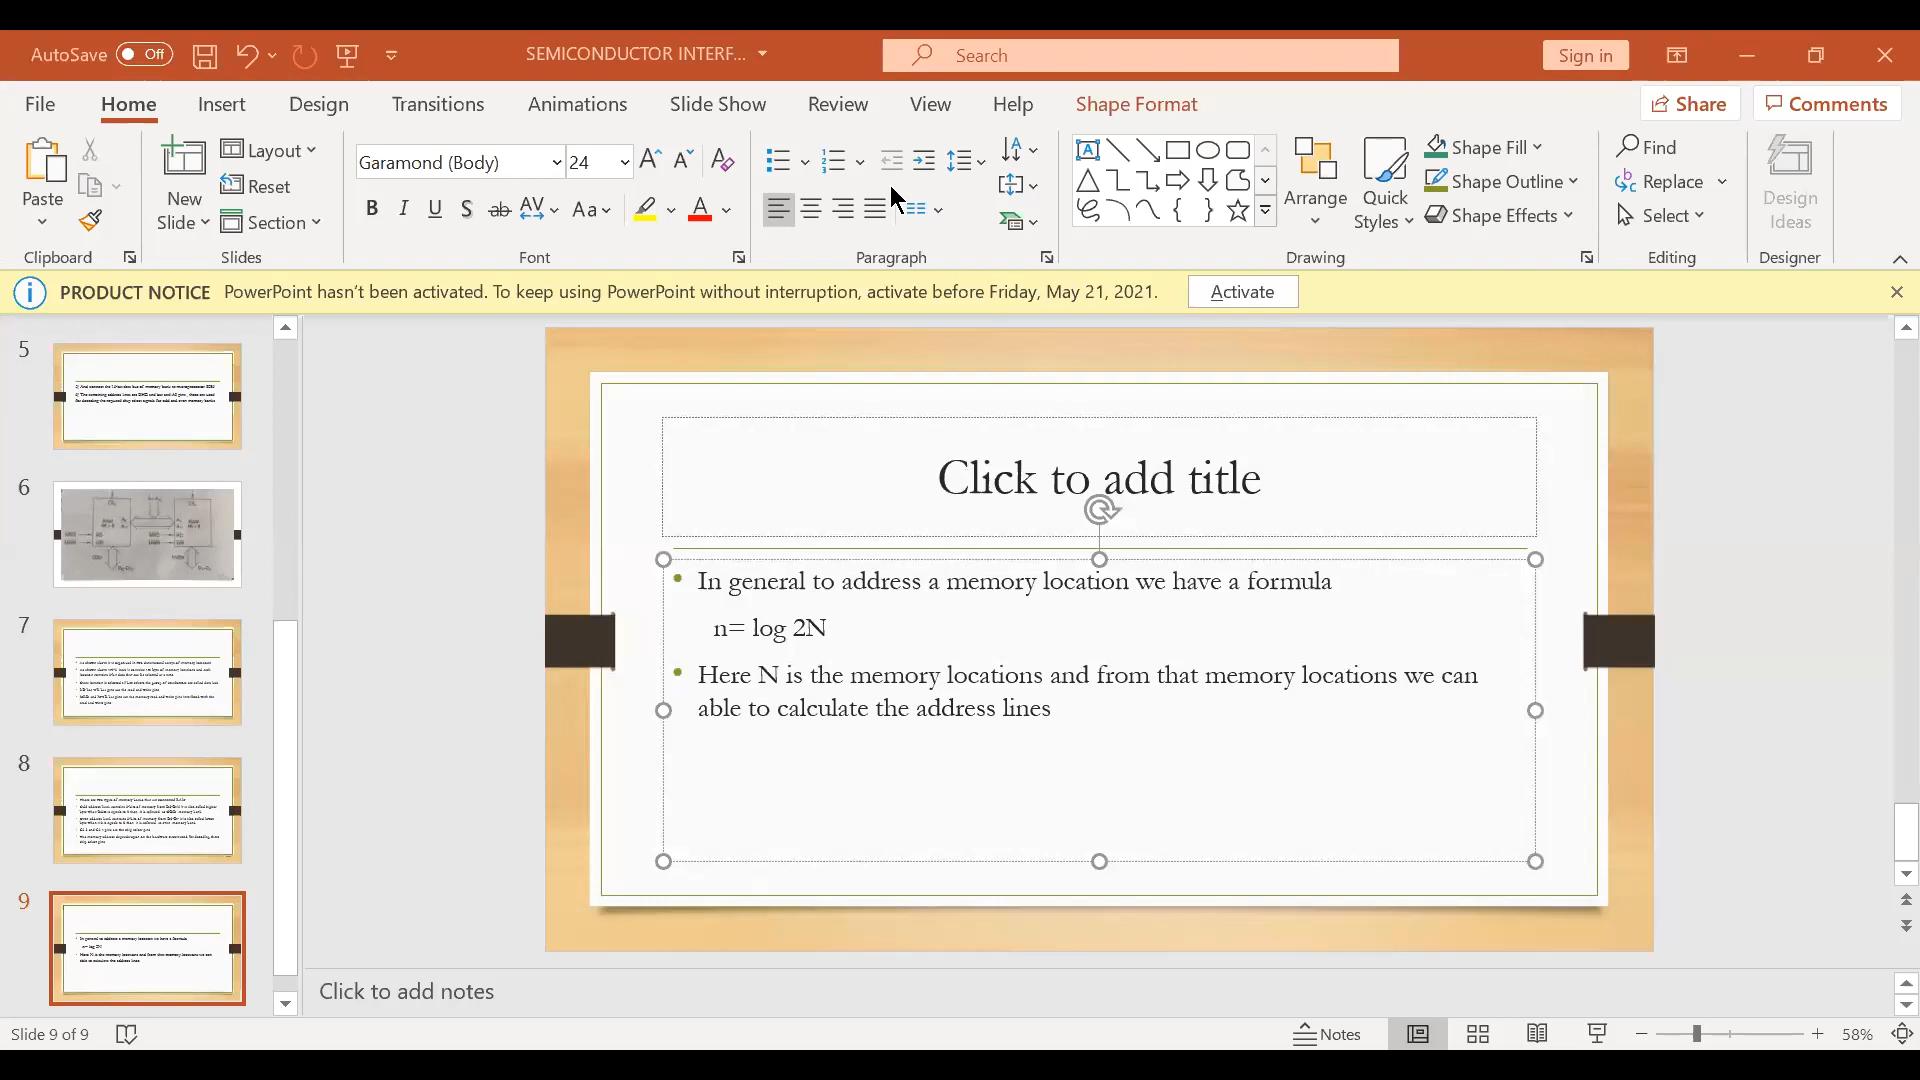 AutoSave Off SEMICONDUCTOR INTERF... Search Sign in
File Home Insert Design Transitions Animations Slide Show Review View Help Shape Format Share Comments
Paste
Clipboard
New Slide
Layout
Reset
Section
Slides
Garamond (Body) 24
Font
Paragraph
Arrange
Quick Styles
Shape Fill
Shape Outline
Shape Effects
Drawing
Find
Replace
Select
Editing
Design Ideas
Designer
PRODUCT NOTICE PowerPoint hasn't been activated. To keep using PowerPoint without interruption, activate before Friday, May 21, 2021. Activate
5
6
7
8
9
Click to add title
• In general to address a memory location we have a formula
n= log 2N
• Here N is the memory locations and from that memory locations we can
able to calculate the address lines
Click to add notes
Slide 9 of 9 Notes 58%